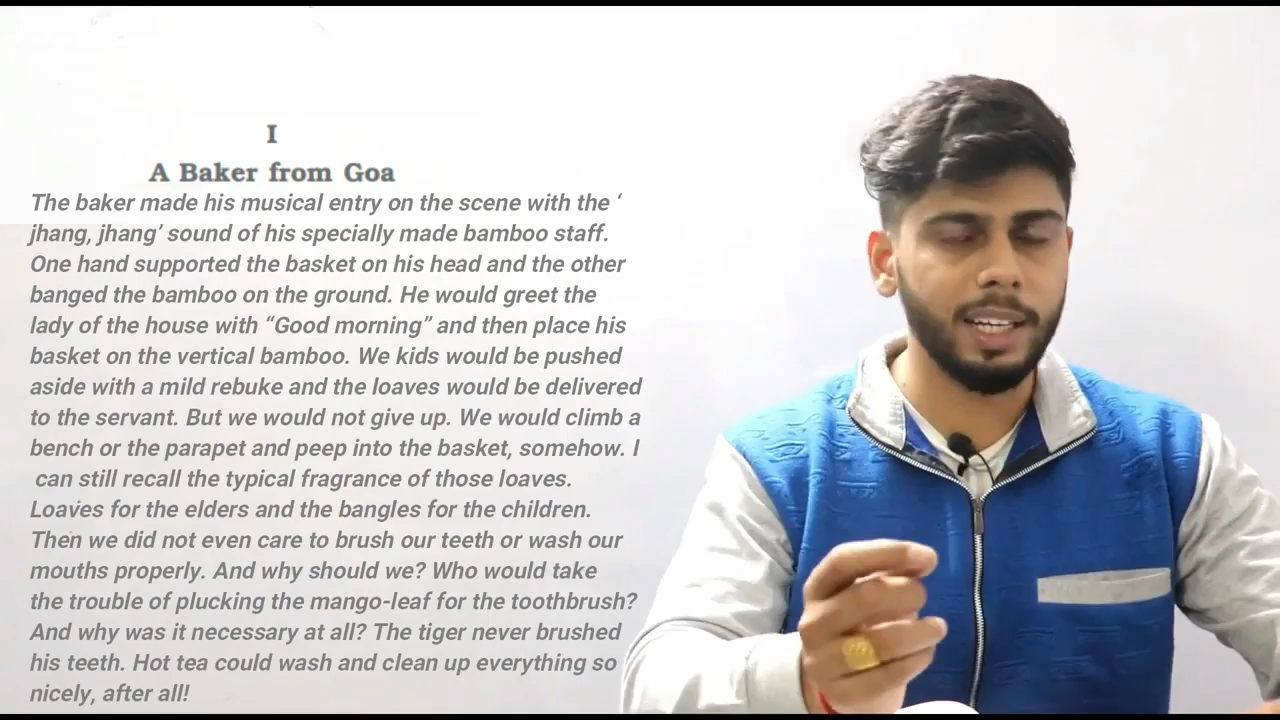 I
A Baker from Goa
The baker made his musical entry on the scene with the ‘
jhang, jhang’ sound of his specially made bamboo staff.
One hand supported the basket on his head and the other
banged the bamboo on the ground. He would greet the
lady of the house with “Good morning” and then place his
basket on the vertical bamboo. We kids would be pushed
aside with a mild rebuke and the loaves would be delivered
to the servant. But we would not give up. We would climb a
bench or the parapet and peep into the basket, somehow. I
can still recall the typical fragrance of those loaves.
Loaves for the elders and the bangles for the children.
Then we did not even care to brush our teeth or wash our
mouths properly. And why should we? Who would take
the trouble of plucking the mango-leaf for the toothbrush?
And why was it necessary at all? The tiger never brushed
his teeth. Hot tea could wash and clean up everything so
nicely, after all!